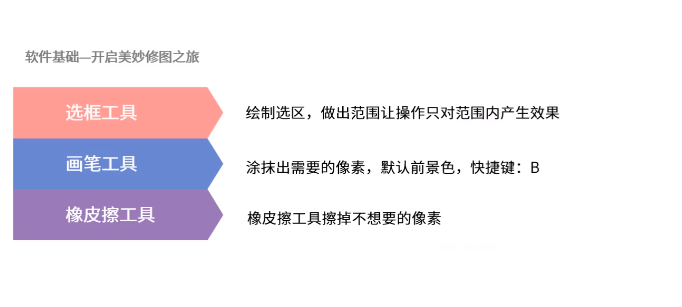 软件基础—开启美妙修图之旅
选框工具
绘制选区，做出范围让操作只对范围内产生效果
画笔工具
涂抹出需要的像素，默认前景色，快捷键：B
橡皮擦工具
橡皮擦工具擦掉不想要的像素